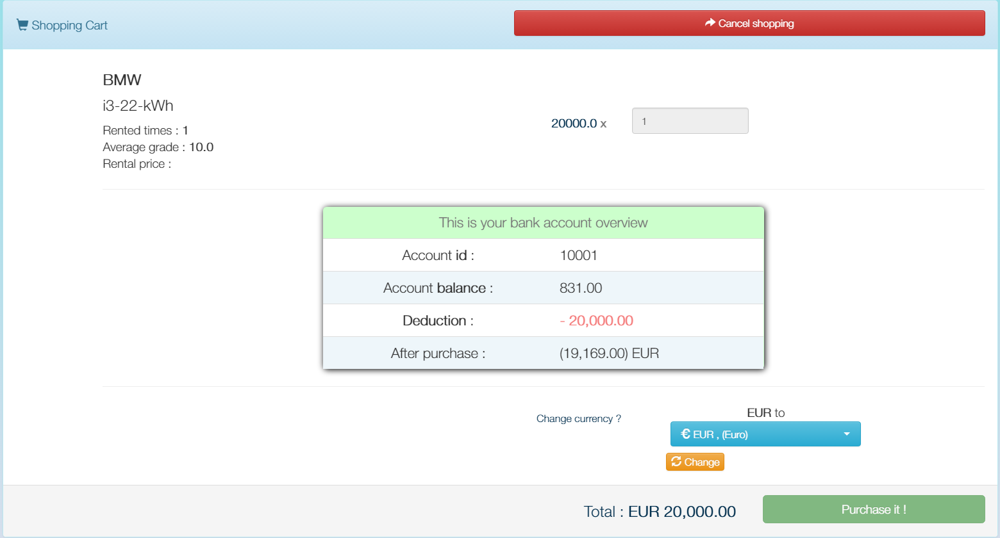 Shopping Cart
Cancel shopping
BMW
i3-22-kWh
Rented times : 1
Average grade : 10.0
Rental price :
20000.0 x
1
This is your bank account overview
Account id : 10001
Account balance : 831.00
Deduction : - 20,000.00
After purchase : (19,169.00) EUR
Change currency ?
EUR to
€ EUR , (Euro)
Change
Total : EUR 20,000.00
Purchase it !